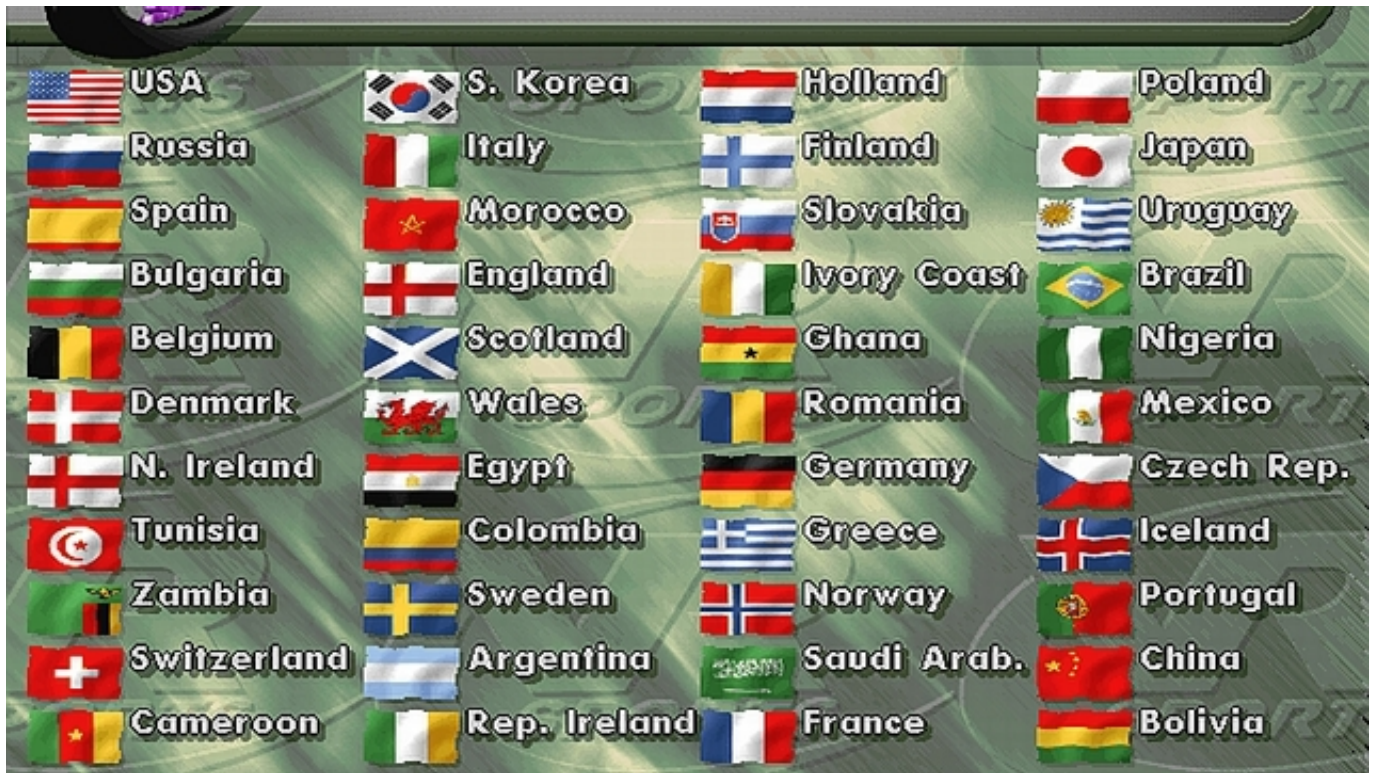 USA
S. Korea
Holland
Poland
Russia
Italy
Finland
Japan
Spain
Morocco
Slovakia
Uruguay
Bulgaria
England
Ivory Coast
Brazil
Belgium
Scotland
Ghana
Nigeria
Denmark
Wales
Romania
Mexico
N. Ireland
Egypt
Germany
Czech Rep.
Tunisia
Colombia
Greece
Iceland
Zambia
Sweden
Norway
Portugal
Switzerland
Argentina
Saudi Arab.
China
Cameroon
Rep. Ireland
France
Bolivia